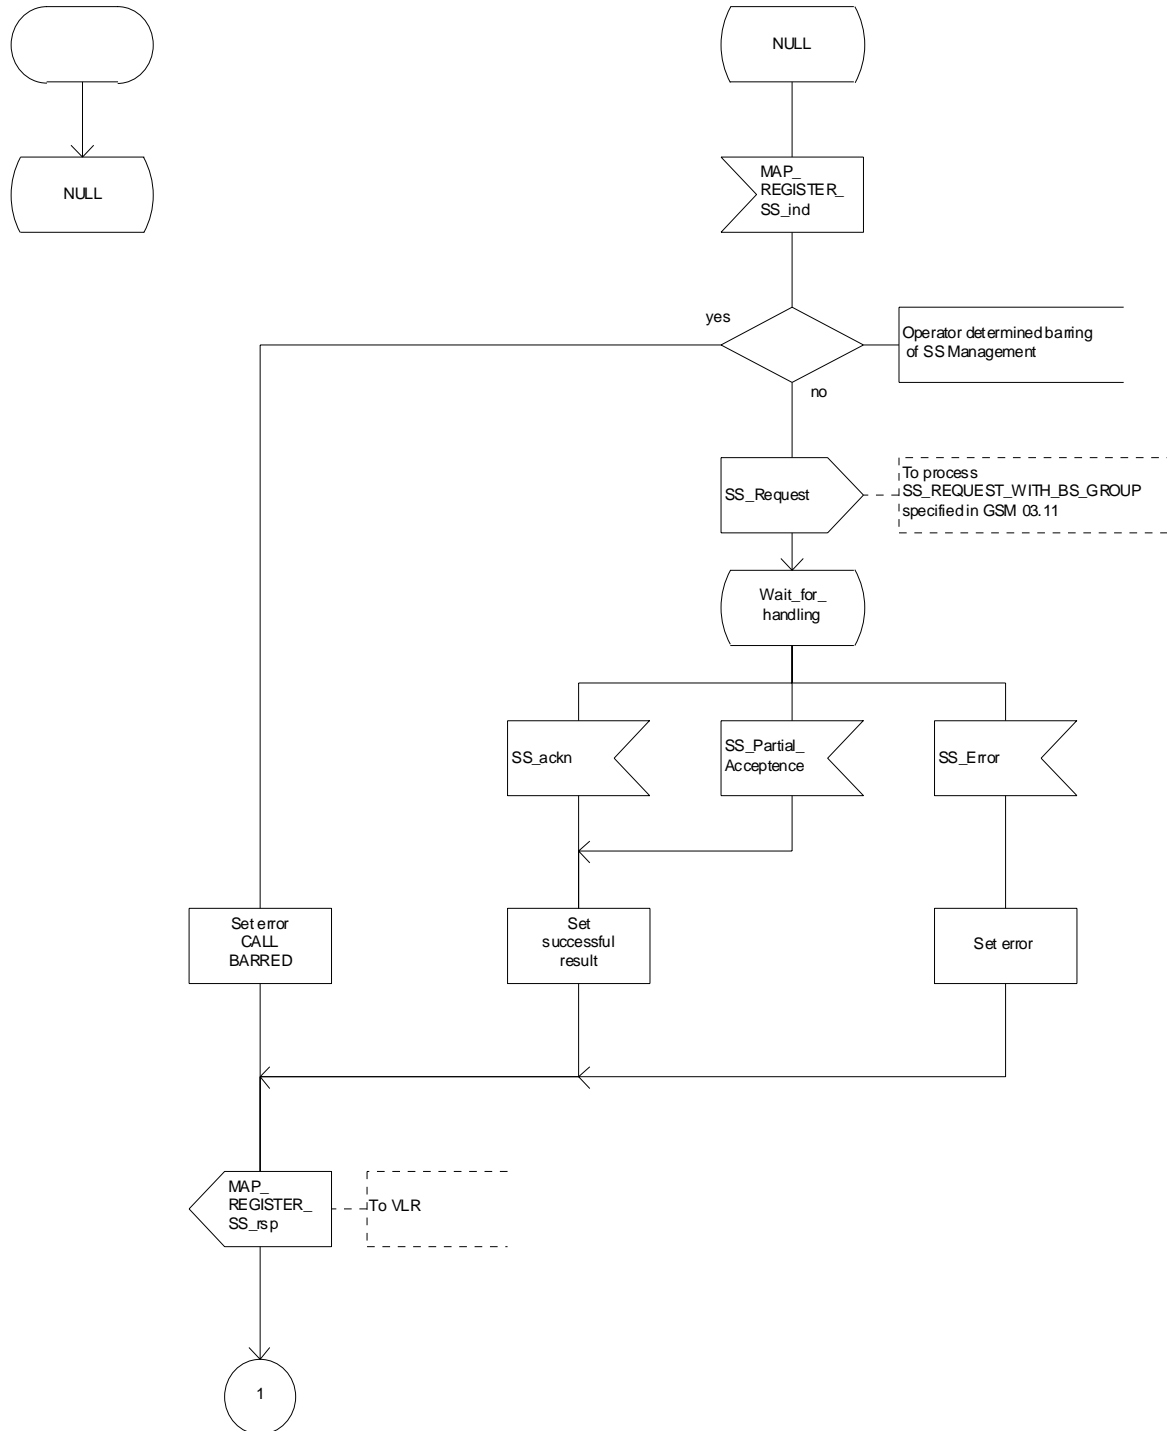 NULL
NULL
MAP_
REGISTER_
SS_ind
yes
Operator determined barring
of SS Management
no
SS_Request
To process
SS_REQUEST_WITH_BS_GROUP
specified in GSM 03.11
Wait_for_
handling
SS_ackn
SS_Partial_
Acceptence
SS_Error
Set error
CALL
BARRED
Set
successful
result
Set error
MAP_
REGISTER_
SS_rsp
To VLR
1